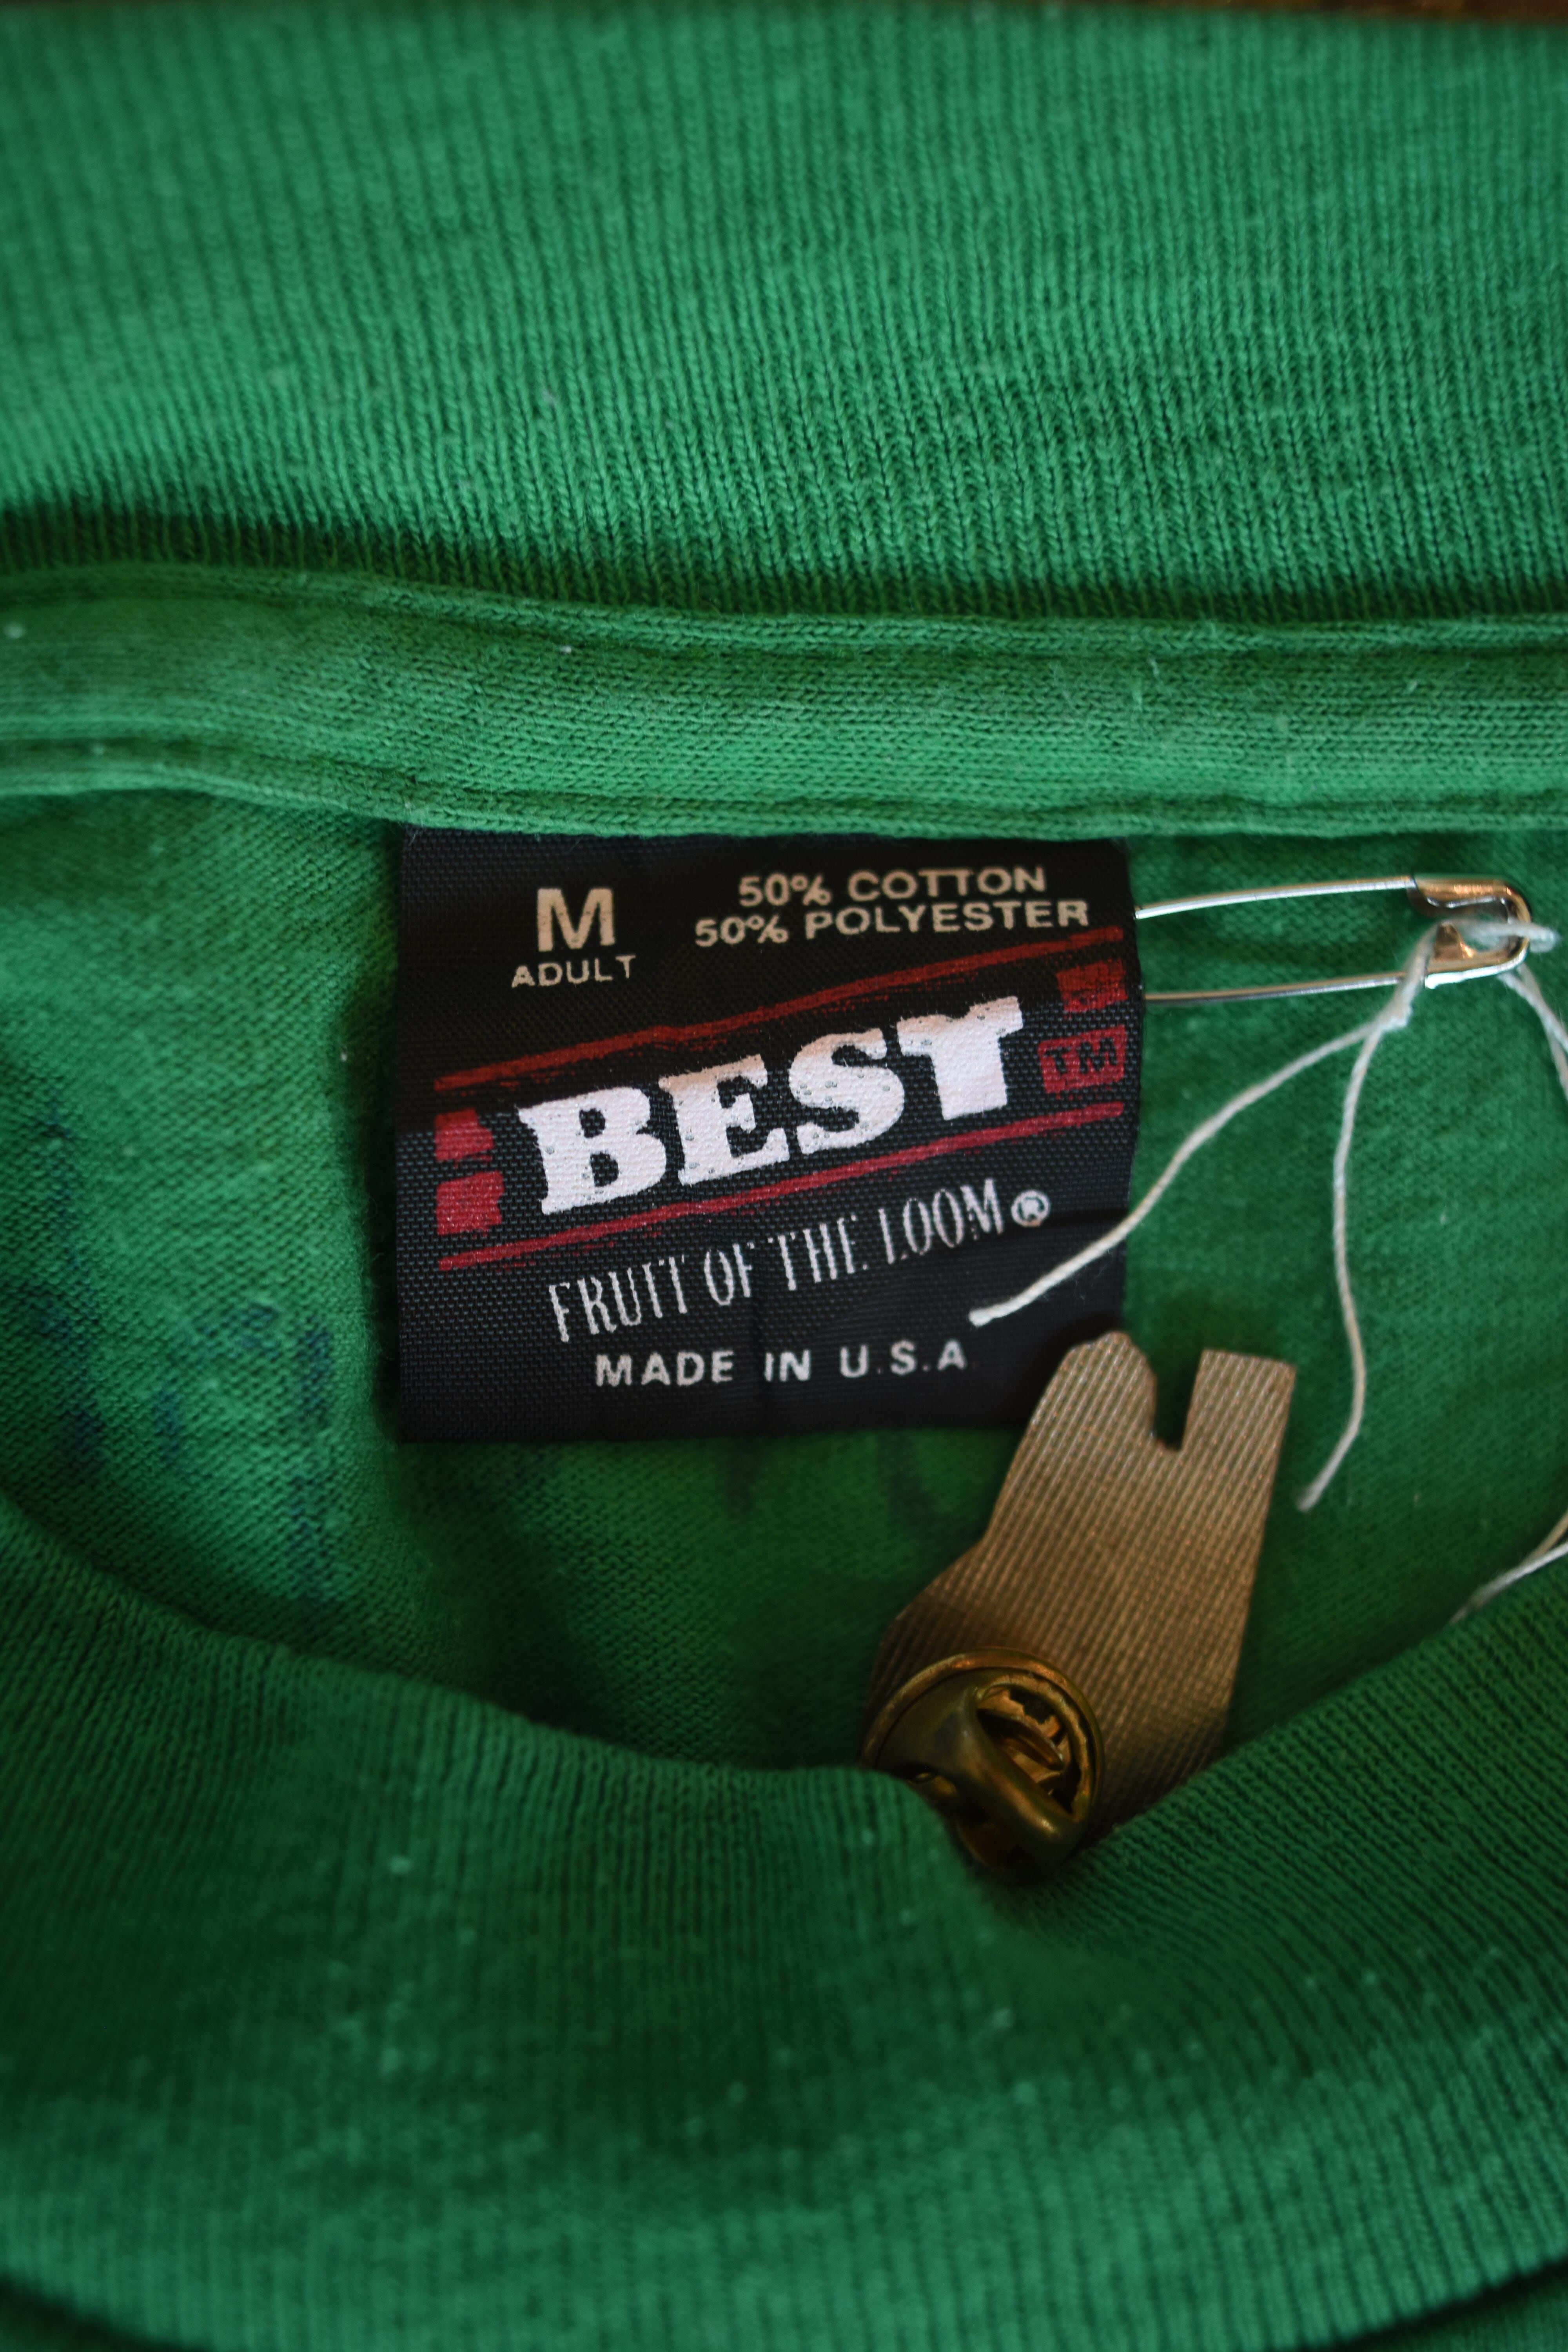 M
ADULT
50% COTTON
50% POLYESTER
BEST
TM
FRUIT OF THE LOOM®
MADE IN U.S.A